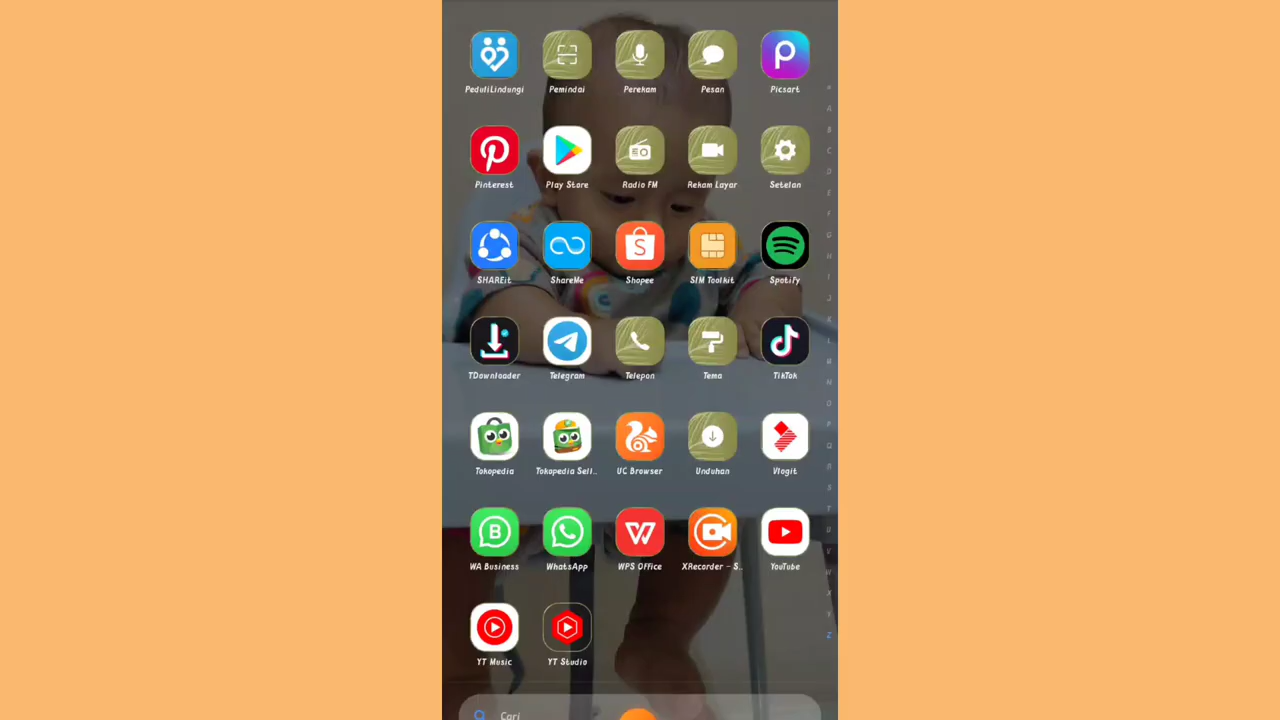 PeduliLindungi
Pemindai
Perekam
Pesan
Picsart
Pinterest
Play Store
Radio FM
Rekam Layar
Setelan
SHAREit
ShareMe
Shopee
SIM Toolkit
Spotify
TDownloader
Telegram
Telepon
Tema
TikTok
Tokopedia
Tokopedia Sell..
UC Browser
Unduhan
Vlogit
WA Business
WhatsApp
WPS Office
XRecorder - S..
YouTube
YT Music
YT Studio
Cari